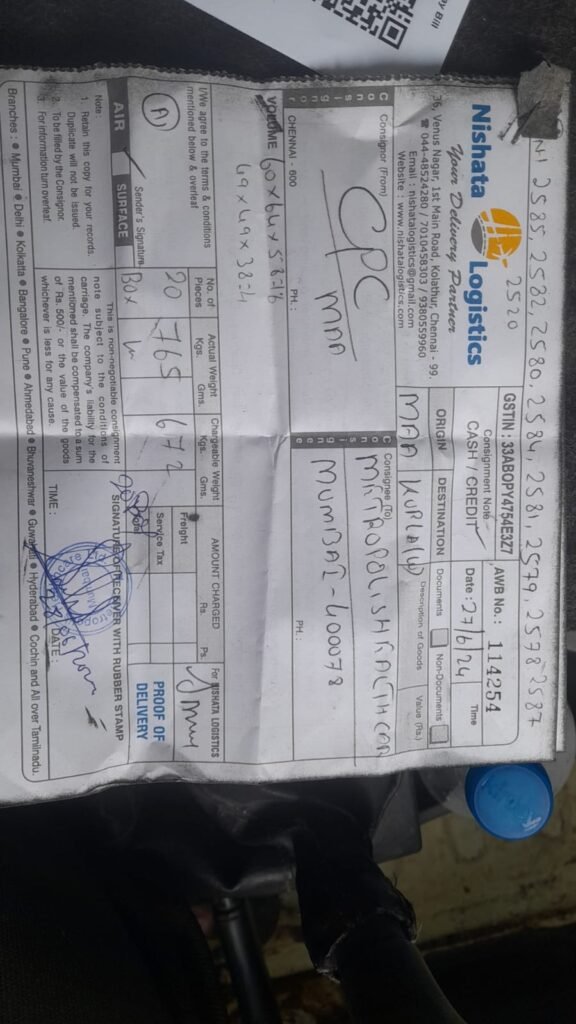 2585, 2582, 2580, 2584, 2581, 2579, 2578, 2587
2520
Nishata Logistics
Your Delivery Partner
36, Venus Nagar, 1st Main Road, Kolathur, Chennai - 99.
☎ 044-48524280 / 7010458303 / 9380559960
Email : nishatalogistics@gmail.com
Website : www.nishatalogistics.com
GSTIN : 33ABOPY4754E3Z7
Consignment Note
CASH / CREDIT
AWB No.: 114254
Date : 27/6/24
Time
ORIGIN
DESTINATION
Documents
Non-Documents
Description of Goods
Value (Rs.)
MAA
Consignor
Consignor (From)
CPC
MAA
CHENNAI - 600
PH. :
Consignee
Consignee (To)
METROPOLIS HEALTHCAR
MUMBAI - 400078
PH. :
VOLUME 60x64x58=16
49x49x38=4
I/We agree to the terms & conditions
mentioned below & overleaf
A
Sender's Signature
AIR
SURFACE
No. of
Pieces
Actual Weight
Kgs. Gms.
Chargeable Weight
Kgs. Gms.
AMOUNT CHARGED
Rs. Ps.
20
BOX
765
672
Freight
Service Tax
Total
For NISHATA LOGISTICS
PROOF OF
DELIVERY
Note:
1 Retain this copy for your records.
Duplicate will not be issued.
2. To be filled by the Consignor.
3. For information turn overleaf.
This is non-negotiable consignment
note subject to the conditions of
carriage. The company's liability for the
mentioned shall be compensated to a sum
of Rs. 500/- or the value of the goods
whichever is less for any cause.
SIGNATURE OF RECEIVER WITH RUBBER STAMP
TIME :
DATE :
Branches : ● Mumbai ● Delhi ● Kolkatta ● Bangalore ● Pune ● Ahmedabad ● Bhuvaneshwar ● Guwahati ● Hyderabad ● Cochin and All over Tamilnadu.